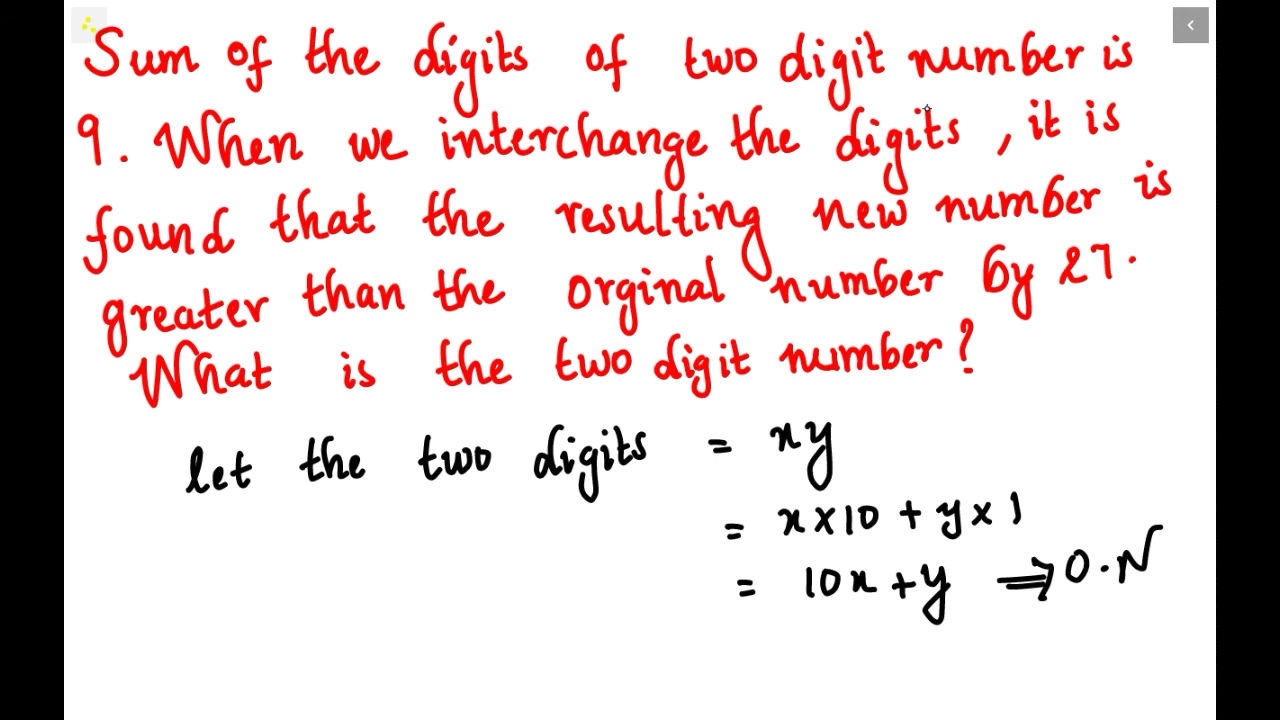 Sum of the digits of two digit number is
9. When we interchange the digits, it is
found that the resulting new number is
greater than the orginal number by 27.
What is the two digit number?
let the two digits = xy
= x×10 + y×1
= 10x + y ⟹ O.N